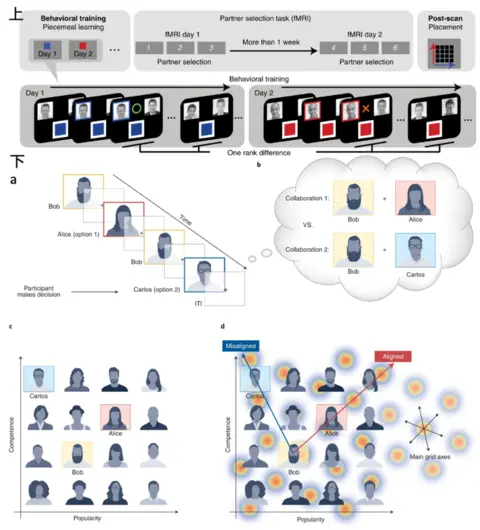 上
Behavioral training
Partner selection task (fMRI)
Post-scan
Piecemeal learning
fMRI day 1
fMRI day 2
Placement
Day 1
Day 2
...
1
2
3
More than 1 week
4
5
6
Partner selection
Partner selection
Behavioral training
Day 1
Day 2
...
...
...
...
One rank difference
下
a
b
Bob
Time
Alice (option 1)
Bob
Participant
makes decision
Carlos (option 2)
ITI
Collaboration 1:
+
Bob
Alice
VS.
Collaboration 2:
+
Bob
Carlos
c
d
Misaligned
Aligned
Carlos
Alice
Bob
Competence
Popularity
Carlos
Alice
Bob
Main grid axes
Competence
Popularity